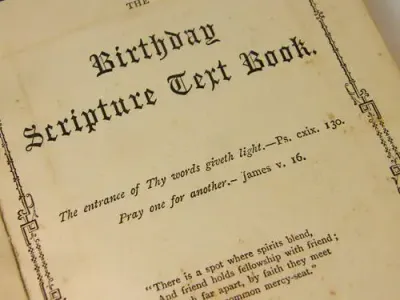 THE
Birthday
Scripture Text Book.
The entrance of Thy words giveth light.—Ps. cxix. 130.
Pray one for another.— James v. 16.
"There is a spot where spirits blend,
And friend holds fellowship with friend;
far apart, by faith they meet
common mercy-seat."